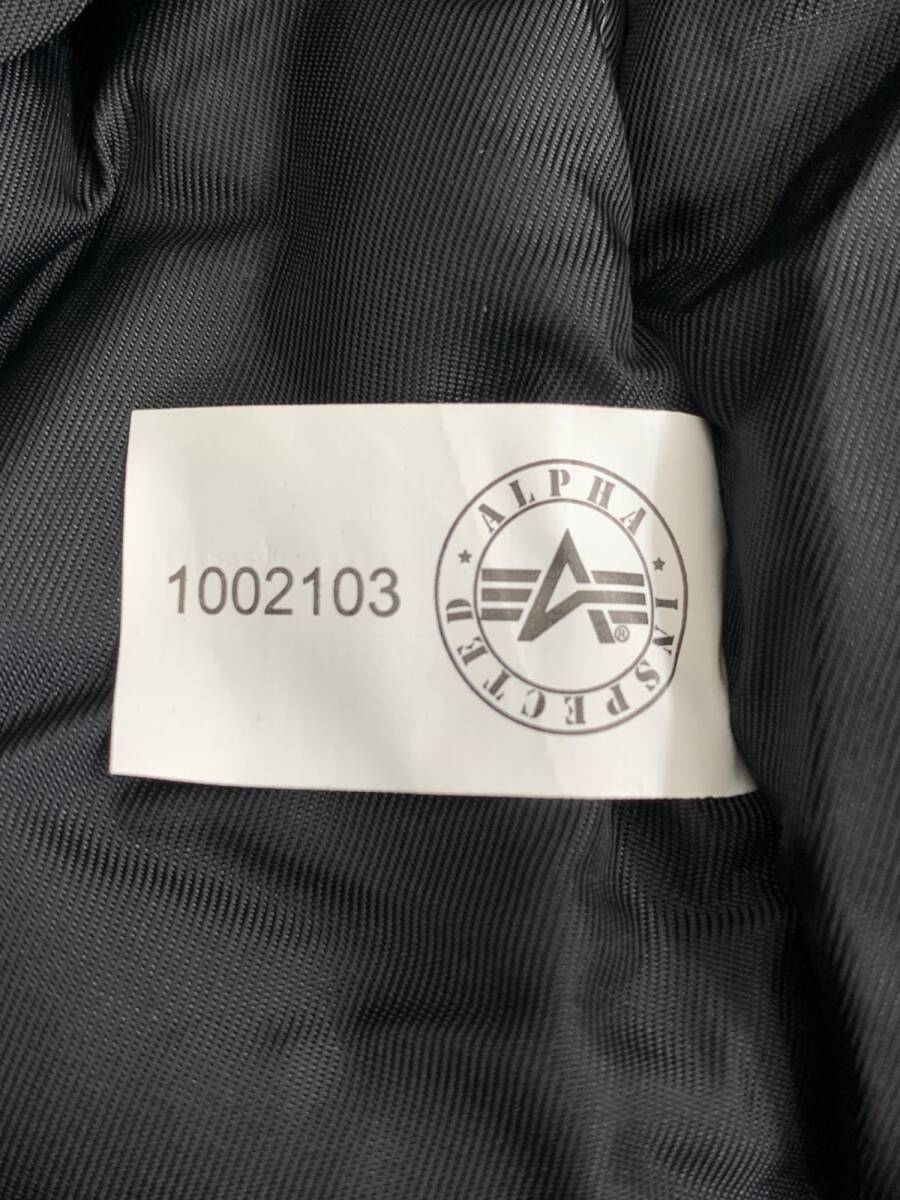 1002103
ALPHA
INSPECTED
®